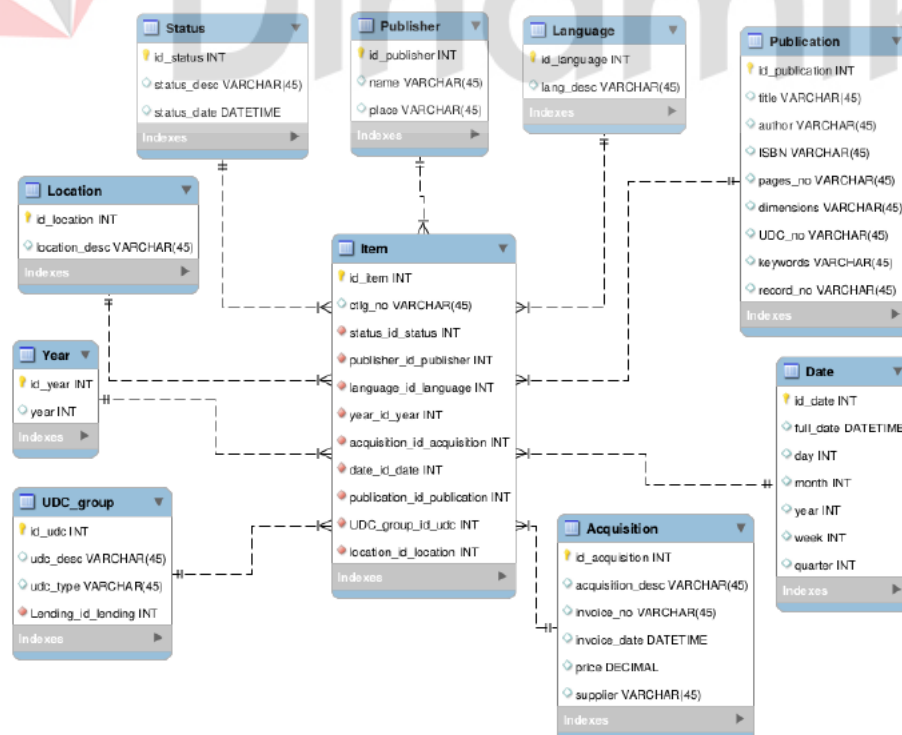 Dinamik
Status
id_status INT
status_desc VARCHAR(45)
status_date DATETIME
Indexes
Publisher
id_publisher INT
name VARCHAR(45)
place VARCHAR(45)
Indexes
Language
id_language INT
lang_desc VARCHAR(45)
Indexes
Publication
id_publication INT
title VARCHAR(45)
author VARCHAR(45)
ISBN VARCHAR(45)
pages_no VARCHAR(45)
dimensions VARCHAR(45)
UDC_no VARCHAR(45)
keywords VARCHAR(45)
record_no VARCHAR(45)
Indexes
Location
id_location INT
location_desc VARCHAR(45)
Indexes
Item
id_item INT
ctlg_no VARCHAR(45)
status_id_status INT
publisher_id_publisher INT
language_id_language INT
year_id_year INT
acquisition_id_acquisition INT
date_id_date INT
publication_id_publication INT
UDC_group_id_udc INT
location_id_location INT
Indexes
Year
id_year INT
year INT
Indexes
Date
id_date INT
full_date DATETIME
day INT
month INT
year INT
week INT
quarter INT
Indexes
UDC_group
id_udc INT
udc_desc VARCHAR(45)
udc_type VARCHAR(45)
Lending_id_lending INT
Indexes
Acquisition
id_acquisition INT
acquisition_desc VARCHAR(45)
invoice_no VARCHAR(45)
invoice_date DATETIME
price DECIMAL
supplier VARCHAR(45)
Indexes